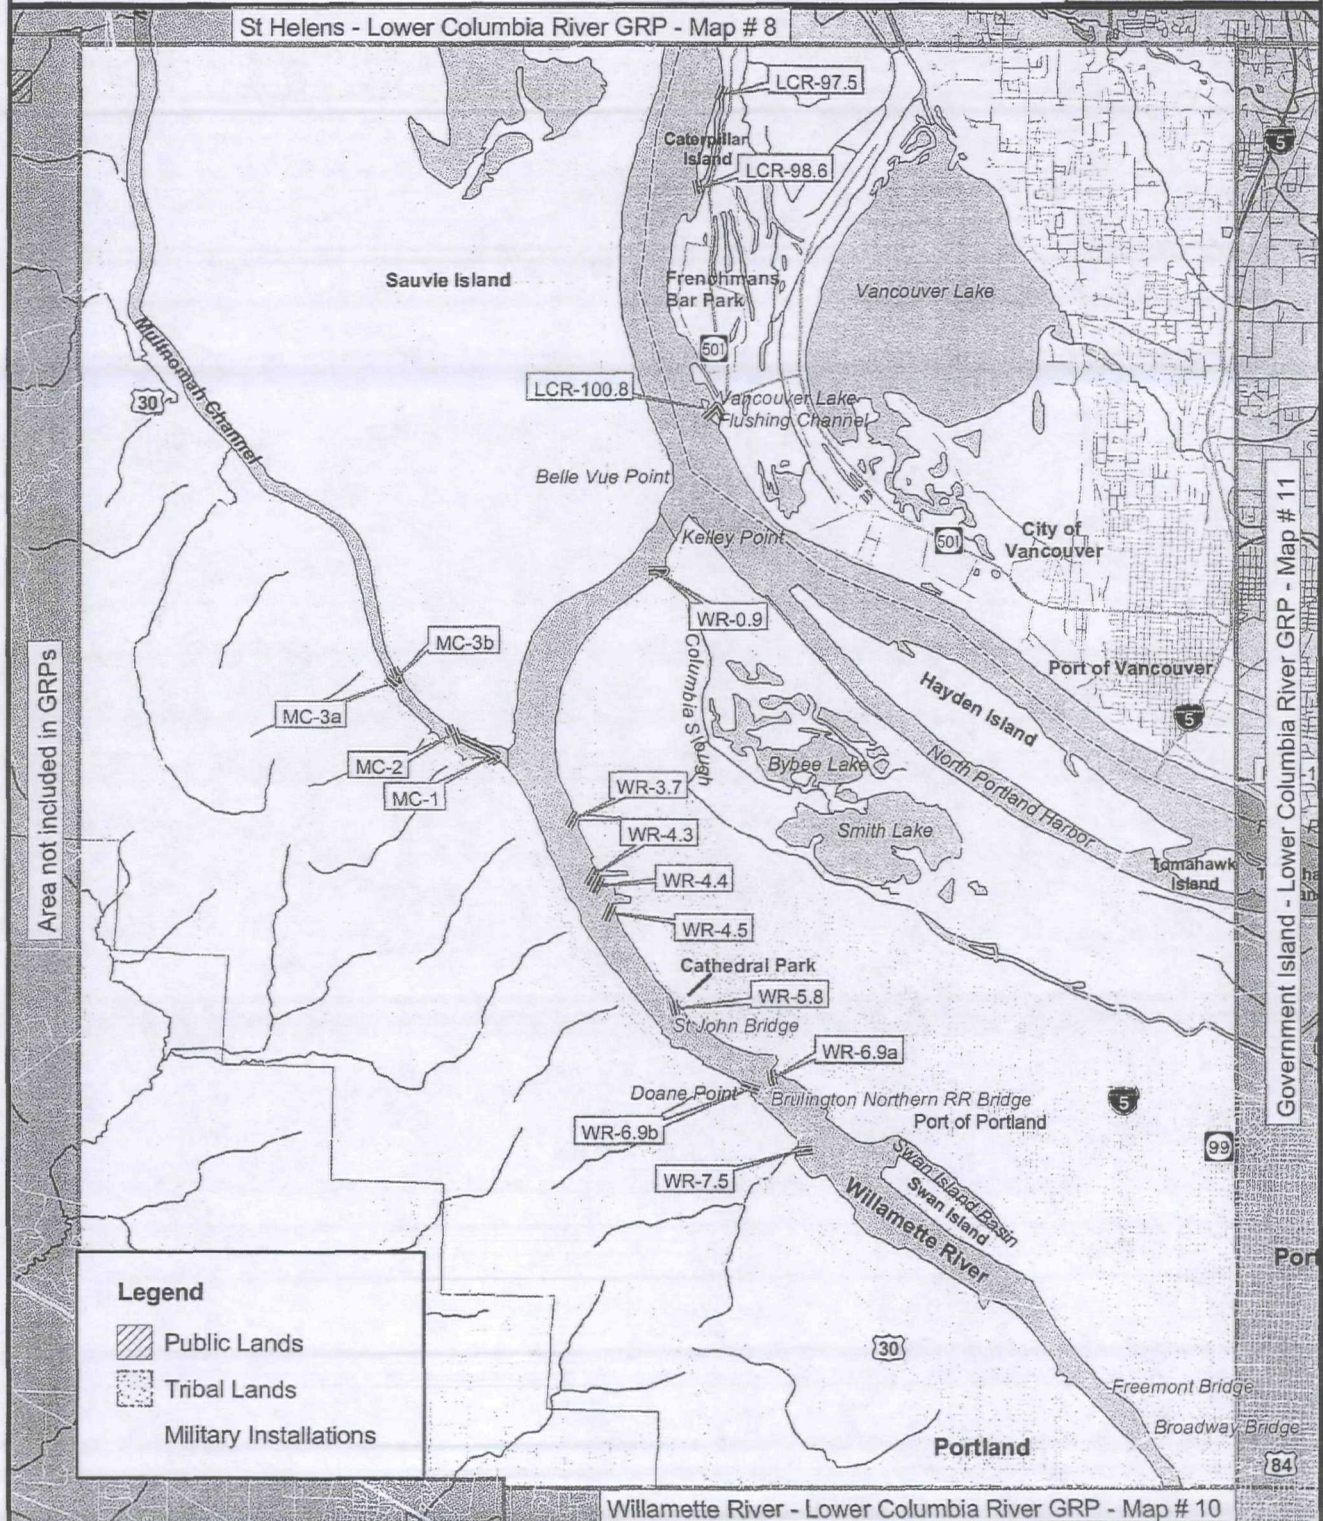 St Helens - Lower Columbia River GRP - Map # 8
LCR-97.5
Caterpillar
Island
LCR-98.6
5
Sauvie Island
Frenchmans
Bar Park
Vancouver Lake
501
Multnomah Channel
30
LCR-100.8
Vancouver Lake
Flushing Channel
Belle Vue Point
Kelley Point
501
City of
Vancouver
WR-0.9
MC-3b
Columbia Slough
Port of Vancouver
Hayden Island
5
MC-3a
MC-2
MC-1
Bybee Lake
North Portland Harbor
WR-3.7
WR-4.3
Smith Lake
WR-4.4
Tomahawk
Island
WR-4.5
Cathedral Park
WR-5.8
St John Bridge
WR-6.9a
Doane Point
Brulington Northern RR Bridge
Port of Portland
5
WR-6.9b
99
WR-7.5
Swan Island Basin
Swan Island
Willamette River
Port
Legend
Public Lands
Tribal Lands
Military Installations
30
Freemont Bridge
Broadway Bridge
Portland
84
Area not included in GRPs
Government Island - Lower Columbia River GRP - Map # 11
Willamette River - Lower Columbia River GRP - Map # 10